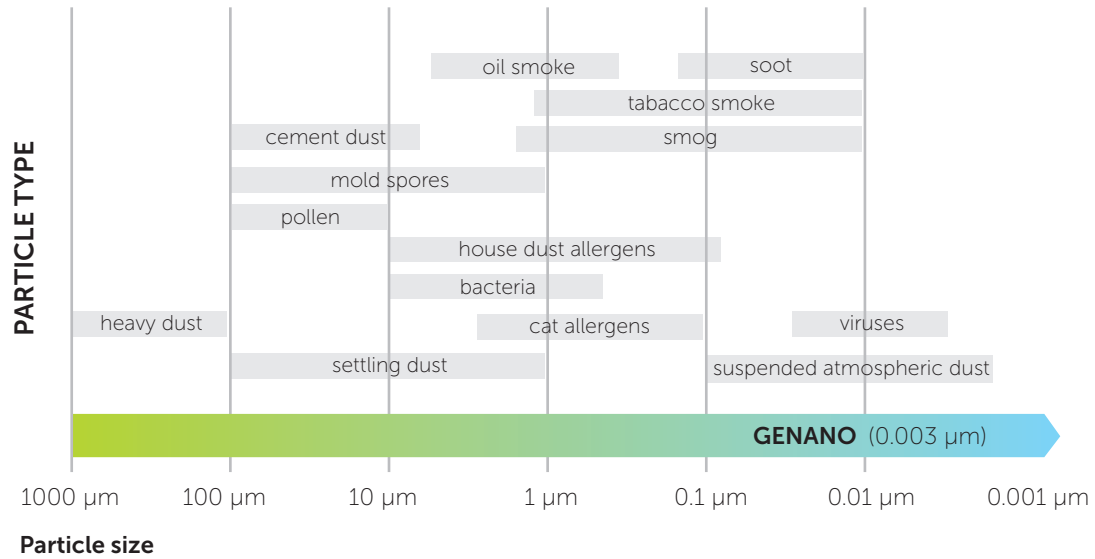 PARTICLE TYPE
oil smoke
soot
tabacco smoke
cement dust
smog
mold spores
pollen
house dust allergens
bacteria
heavy dust
cat allergens
viruses
settling dust
suspended atmospheric dust
GENANO (0.003 µm)
1000 µm 100 µm 10 µm 1 µm 0.1 µm 0.01 µm 0.001 µm
Particle size